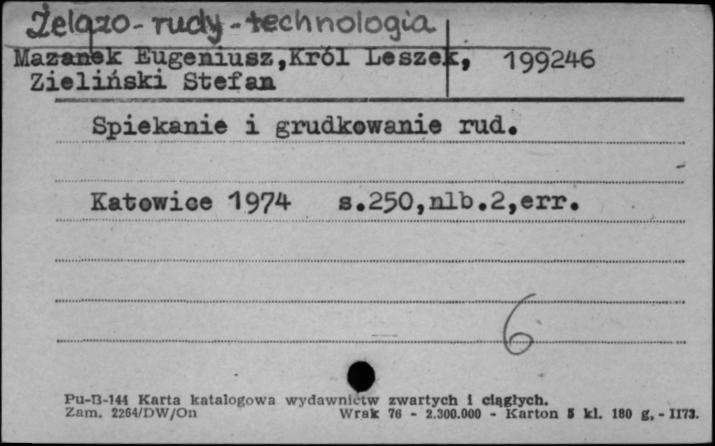 Żelazo - rudy - technologia
Mazanek Eugeniusz,Król Leszek, 199246
Zieliński Stefan
Spiekanie i grudkowanie rud.
Katowice 1974 s.250,nlb.2,err.
6
Pu-B-144 Karta katalogowa wydawnictw zwartych i ciągłych.
Zam. 2264/DW/On Wrak 76 - 2.300.000 - Karton 5 kl. 180 g. - II73.